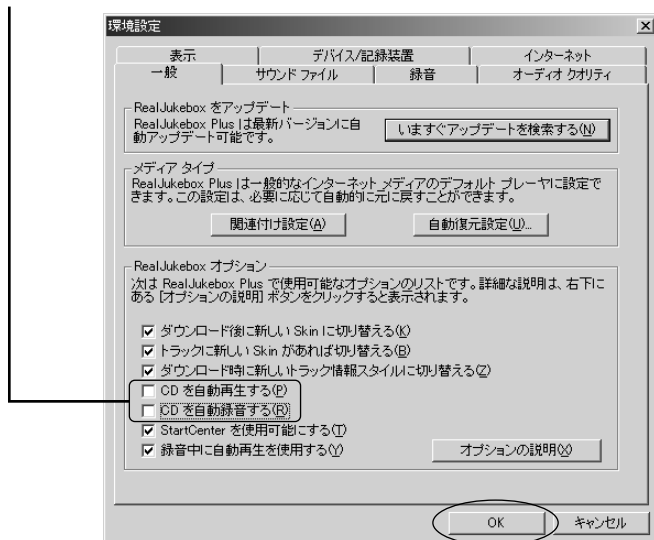 環境設定
表示
デバイス/記録装置
インターネット
一般
サウンド ファイル
録音
オーディオ クオリティ
RealJukebox をアップデート
RealJukebox Plus は最新バージョンに自
動アップデート可能です。
いますぐアップデートを検索する(N)
メディア タイプ
RealJukebox Plus は一般的なインターネット メディアのデフォルト プレーヤに設定で
きます。この設定は、必要に応じて自動的に元に戻すことができます。
関連付け設定(A)
自動復元設定(U)...
RealJukebox オプション
次は RealJukebox Plus で使用可能なオプションのリストです。詳細な説明は、右下に
ある [オプションの説明] ボタンをクリックすると表示されます。
ダウンロード後に新しい Skin に切り替える(K)
トラックに新しい Skin があれば切り替える(B)
ダウンロード時に新しいトラック情報スタイルに切り替える(Z)
CD を自動再生する(P)
CD を自動録音する(R)
StartCenter を使用可能にする(T)
録音中に自動再生を使用する(Y)
オプションの説明(X)
OK
キャンセル